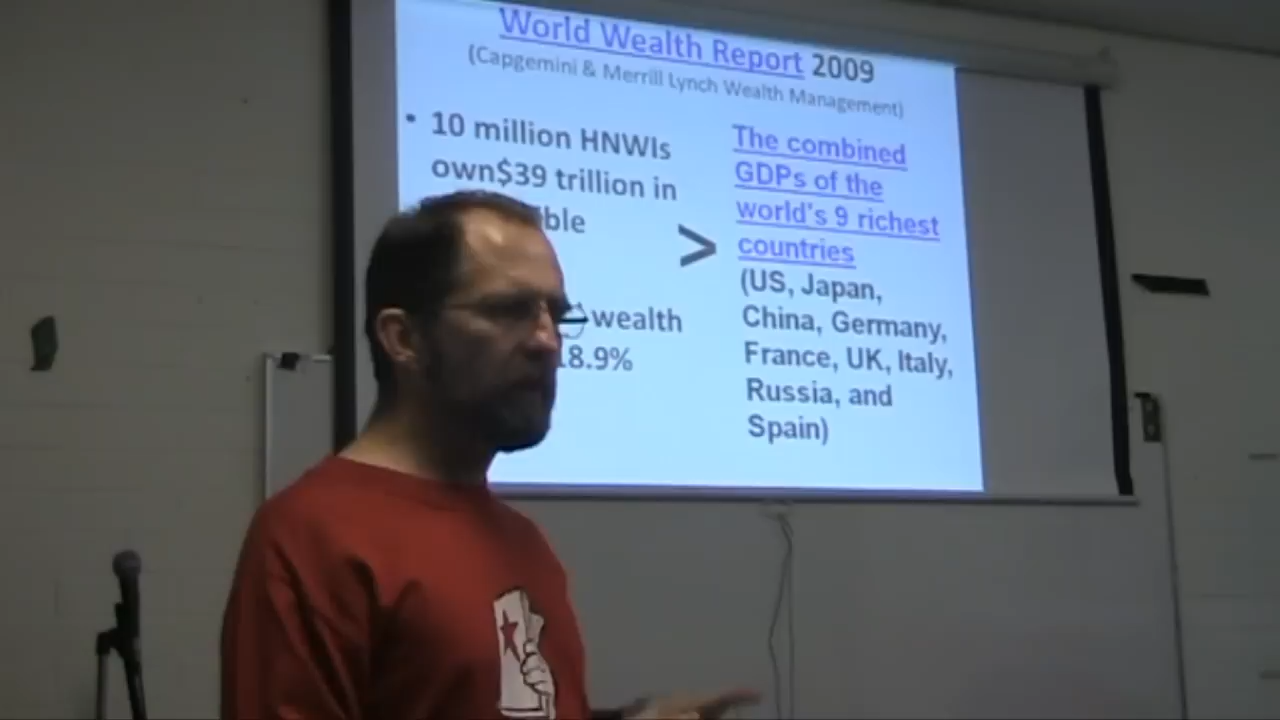 World Wealth Report 2009
(Capgemini & Merrill Lynch Wealth Management)
• 10 million HNWIs
own$39 trillion in
ble
wealth
18.9%
>
The combined
GDPs of the
world's 9 richest
countries
(US, Japan,
China, Germany,
France, UK, Italy,
Russia, and
Spain)